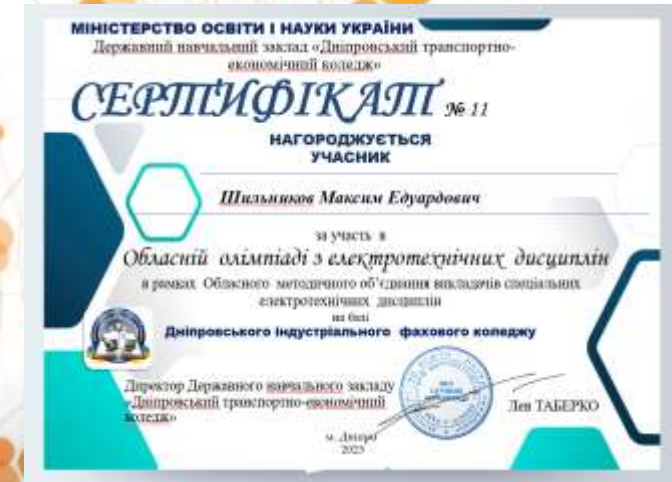 МІНІСТЕРСТВО ОСВІТИ І НАУКИ УКРАЇНИ
Державний навчальний заклад «Дніпровський транспортно-
економічний коледж»
СЕРТИФІКАТ № 11
НАГОРОДЖУЄТЬСЯ
УЧАСНИК
Шильников Максим Едуардович
за участь в
Обласній олімпіаді з електротехнічних дисциплін
в рамках Обласного методичного об’єднання викладачів спеціальних
електротехнічних дисциплін
на базі
Дніпровського індустріального фахового коледжу
Директор Державного навчального закладу
«Дніпровський транспортно-економічний
коледж»
Лев ТАБЕРКО
м. Дніпро
2025